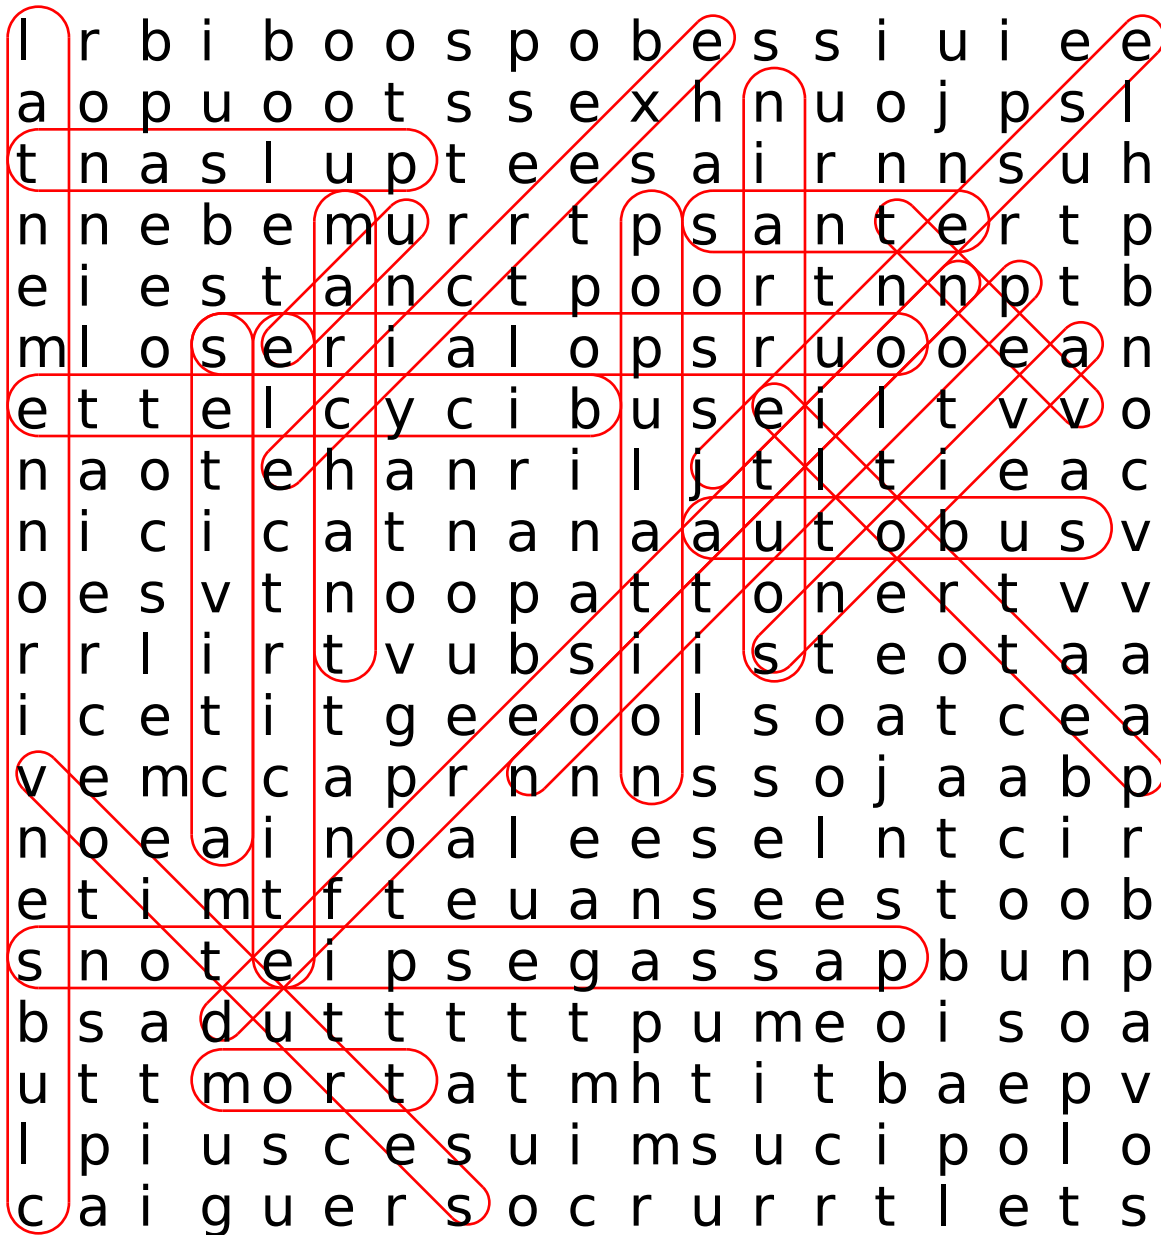 l r b i b o o s p o b e s s i u i e e
a o p u o o t s s e x h n u o j p s l
t n a s l u p t e e s a i r n n s u h
n n e b e m u r r t p s a n t e r t p
e i e s t a n c t p o o r t n n p t b
m l o s e r i a l o p s r u o o e a n
e t t e l c y c i b u s e i l t v v o
n a o t e h a n r i l j t l t i e a c
n i c i c a t n a n a a u t o b u s v
o e s v t n o o p a t t o n e r t v v
r r l i r t v u b s i i s t e o t a a
i c e t i t g e e o o l s o a t c e a
v e m c c a p r n n n s s o j a a b p
n o e a i n o a l e e s e l n t c i r
e t i m t f t e u a n s e e s t o o b
s n o t e i p s e g a s s a p b u n p
b s a d u t t t t t p u m e o i s o a
u t t m o r t a t m h t i t b a e p v
l p i u s c e s u i m s u c i p o l o
c a i g u e r s o c r u r r t l e t s